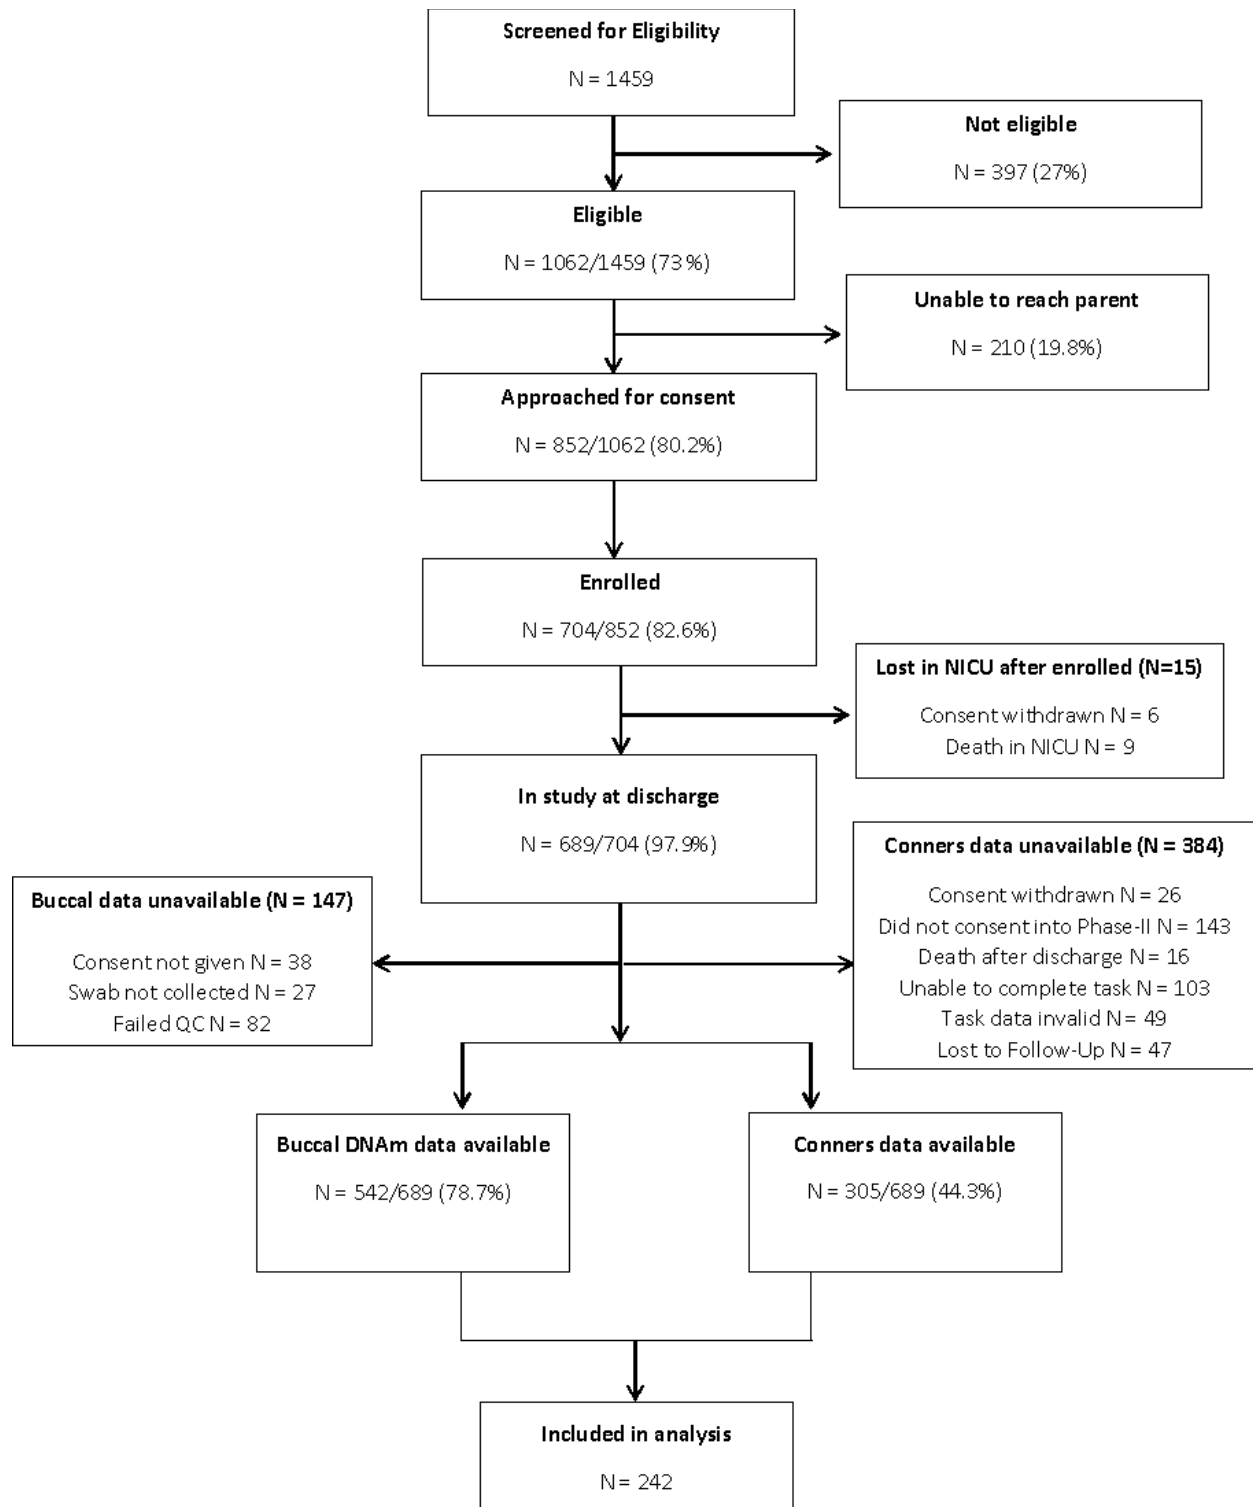 Screened for Eligibility
N = 1459
Not eligible
N = 397 (27%)
Eligible
N = 1062/1459 (73%)
Unable to reach parent
N = 210 (19.8%)
Approached for consent
N = 852/1062 (80.2%)
Enrolled
N = 704/852 (82.6%)
Lost in NICU after enrolled (N=15)
Consent withdrawn N = 6
Death in NICU N = 9
In study at discharge
N = 689/704 (97.9%)
Conners data unavailable (N = 384)
Consent withdrawn N = 26
Did not consent into Phase-II N = 143
Death after discharge N = 16
Unable to complete task N = 103
Task data invalid N = 49
Lost to Follow-Up N = 47
Buccal data unavailable (N = 147)
Consent not given N = 38
Swab not collected N = 27
Failed QC N = 82
Buccal DNAm data available
N = 542/689 (78.7%)
Conners data available
N = 305/689 (44.3%)
Included in analysis
N = 242